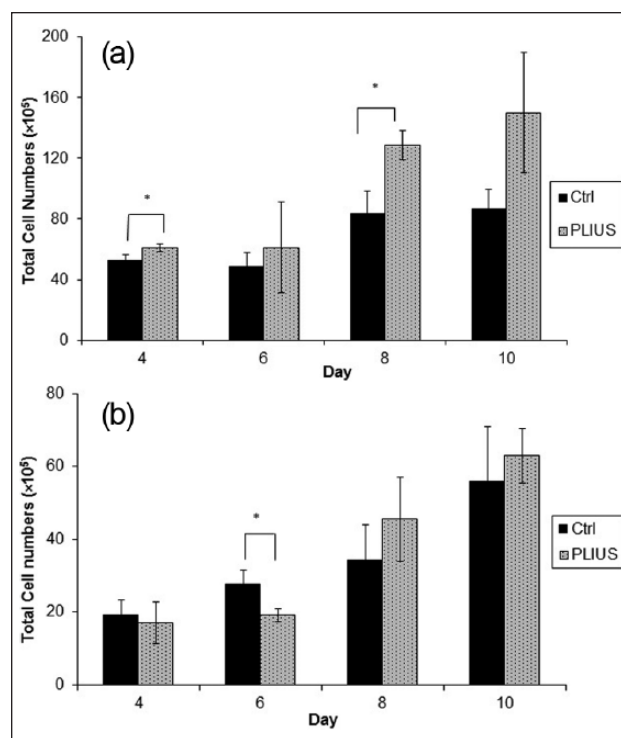 (a)
Total Cell Numbers (×10⁵)
200
160
120
80
40
0
*
*
4 6 8 10
Day
Ctrl
PLIUS
(b)
Total Cell numbers (×10⁵)
80
60
40
20
0
*
4 6 8 10
Day
Ctrl
PLIUS